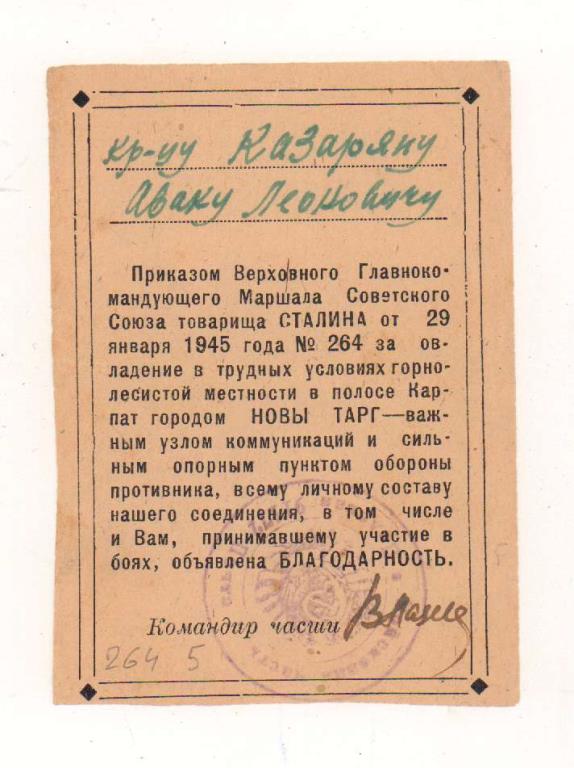 кр-цу Казаряну
Аваку Леоновичу
Приказом Верховного Главноко-
мандующего Маршала Советского
Союза товарища СТАЛИНА от 29
января 1945 года № 264 за ов-
ладение в трудных условиях горно-
лесистой местности в полосе Кар-
пат городом НОВЫ ТАРГ—важ-
ным узлом коммуникаций и силь-
ным опорным пунктом обороны
противника, всему личному составу
нашего соединения, в том числе
и Вам, принимавшему участие в
боях, объявлена БЛАГОДАРНОСТЬ.
Командир части
264 5